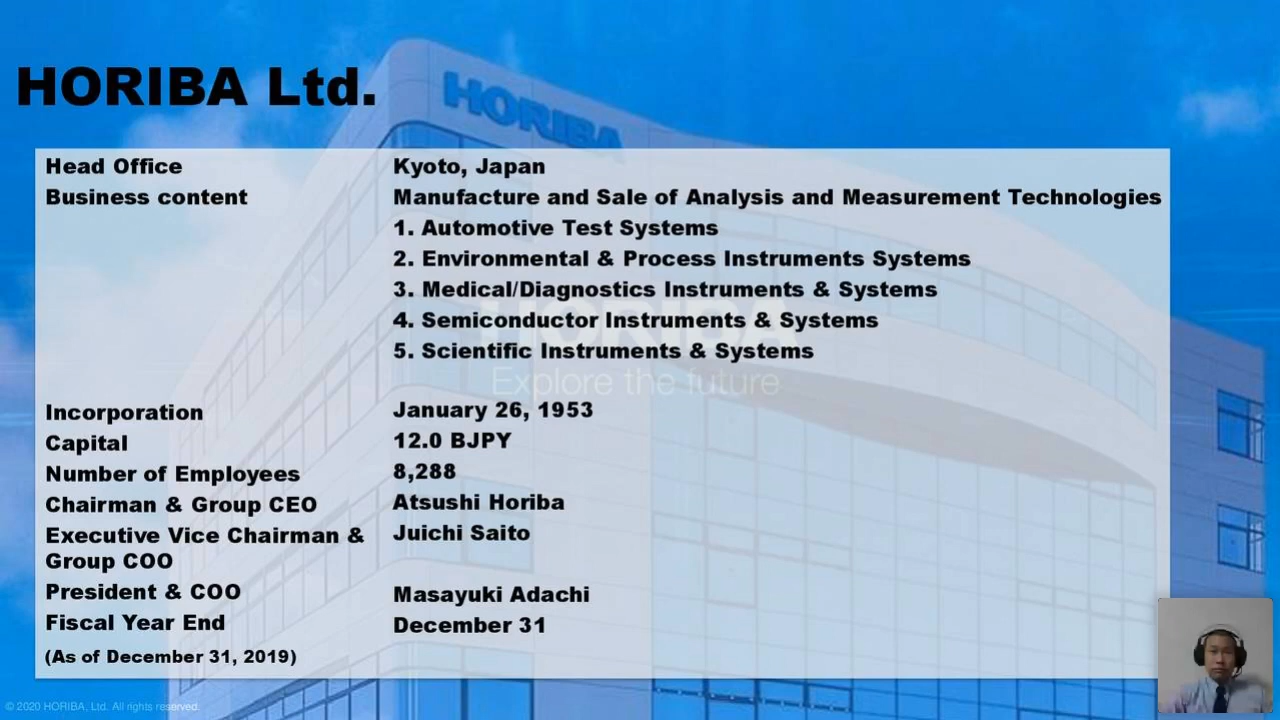 HORIBA Ltd.
HORIBA
Head Office Kyoto, Japan
Business content Manufacture and Sale of Analysis and Measurement Technologies
1. Automotive Test Systems
2. Environmental & Process Instruments Systems
3. Medical/Diagnostics Instruments & Systems
4. Semiconductor Instruments & Systems
5. Scientific Instruments & Systems
HORIBA
Explore the future
Incorporation January 26, 1953
Capital 12.0 BJPY
Number of Employees 8,288
Chairman & Group CEO Atsushi Horiba
Executive Vice Chairman & Juichi Saito
Group COO
President & COO Masayuki Adachi
Fiscal Year End December 31
(As of December 31, 2019)
© 2020 HORIBA, Ltd. All rights reserved.